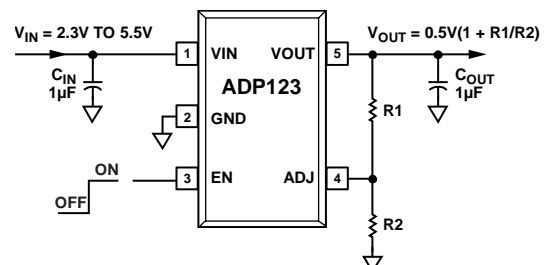 V_IN = 2.3V TO 5.5V
V_OUT = 0.5V(1 + R1/R2)
1 VIN VOUT 5
C_IN
1µF
ADP123
C_OUT
1µF
2 GND
R1
ON
3 EN ADJ 4
OFF
R2